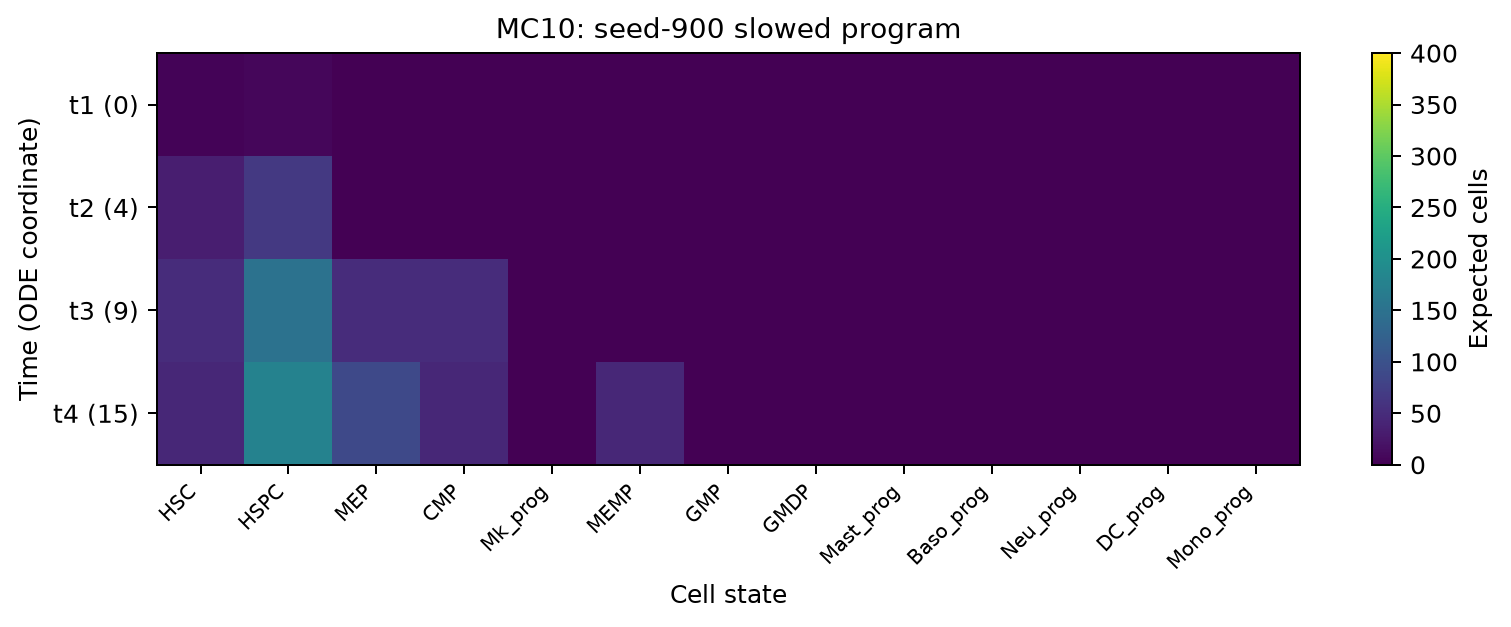 MC10: seed-900 slowed program
Time (ODE coordinate)
t1 (0)
t2 (4)
t3 (9)
t4 (15)
HSC
HSPC
MEP
CMP
Mk_prog
MEMP
GMP
GMDP
Mast_prog
Baso_prog
Neu_prog
DC_prog
Mono_prog
Cell state
400
350
300
250
200
150
100
50
0
Expected cells